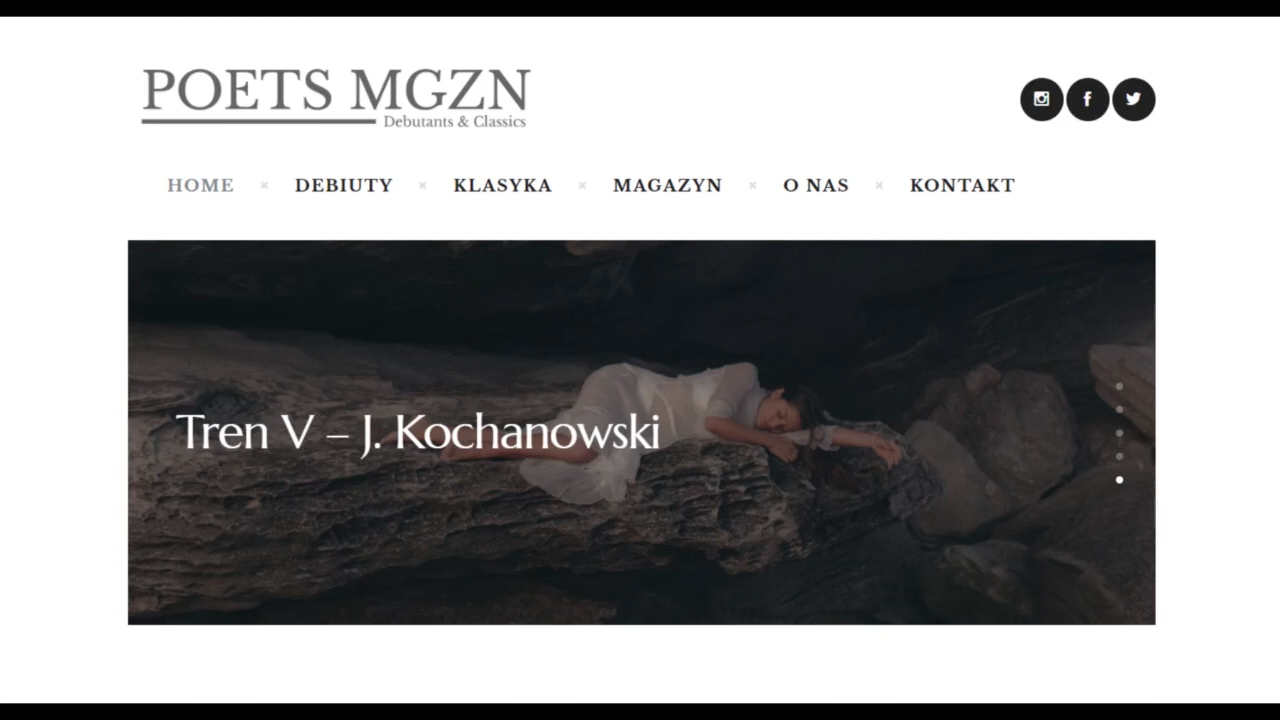 POETS MGZN
Debutants & Classics
HOME × DEBIUTY × KLASYKA × MAGAZYN × O NAS × KONTAKT
Tren V – J. Kochanowski